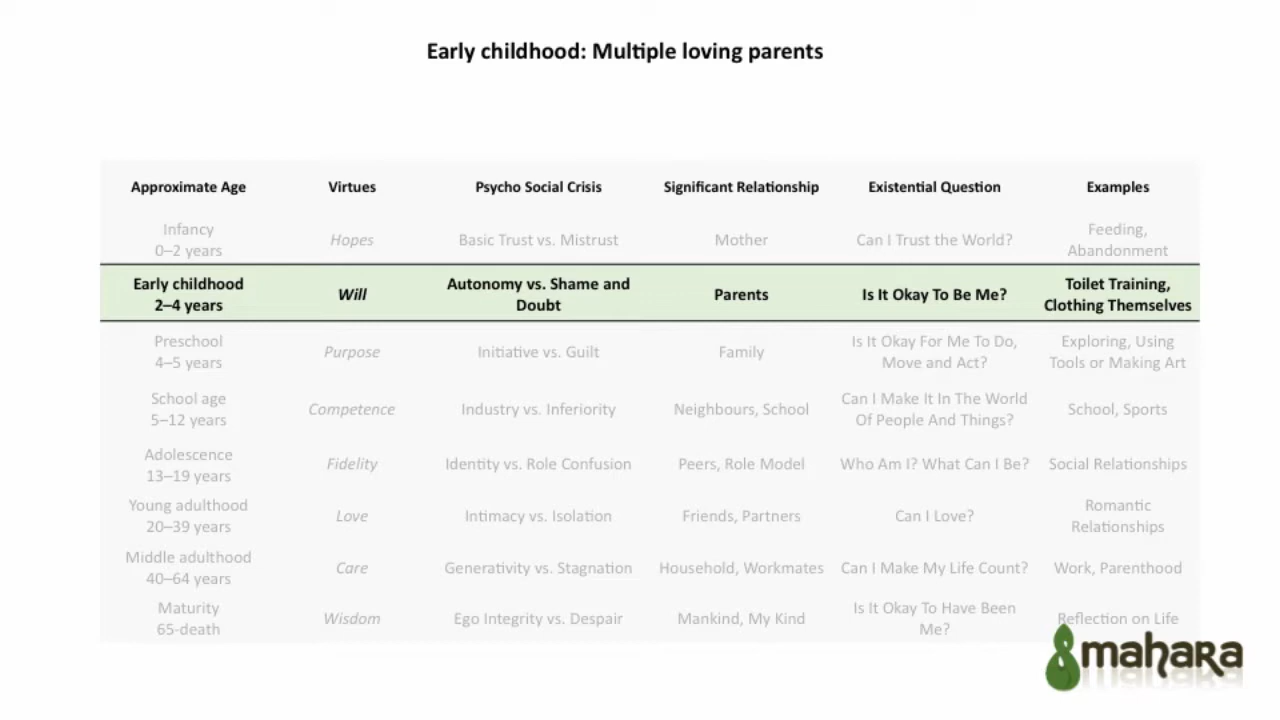 Early childhood: Multiple loving parents
Approximate Age Virtues Psycho Social Crisis Significant Relationship Existential Question Examples
Infancy
0–2 years
Hopes
Basic Trust vs. Mistrust
Mother
Can I Trust the World?
Feeding,
Abandonment
Early childhood
2–4 years
Will
Autonomy vs. Shame and
Doubt
Parents
Is It Okay To Be Me?
Toilet Training,
Clothing Themselves
Preschool
4–5 years
Purpose
Initiative vs. Guilt
Family
Is It Okay For Me To Do,
Move and Act?
Exploring, Using
Tools or Making Art
School age
5–12 years
Competence
Industry vs. Inferiority
Neighbours, School
Can I Make It In The World
Of People And Things?
School, Sports
Adolescence
13–19 years
Fidelity
Identity vs. Role Confusion
Peers, Role Model
Who Am I? What Can I Be?
Social Relationships
Young adulthood
20–39 years
Love
Intimacy vs. Isolation
Friends, Partners
Can I Love?
Romantic
Relationships
Middle adulthood
40–64 years
Care
Generativity vs. Stagnation
Household, Workmates
Can I Make My Life Count?
Work, Parenthood
Maturity
65-death
Wisdom
Ego Integrity vs. Despair
Mankind, My Kind
Is It Okay To Have Been
Me?
Reflection on Life
mahara